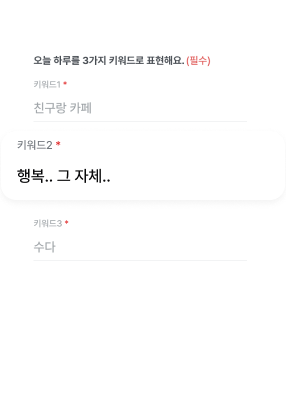 오늘 하루를 3가지 키워드로 표현해요. (필수)
키워드1 *
친구랑 카페
키워드2 *
행복.. 그 자체..
키워드3 *
수다